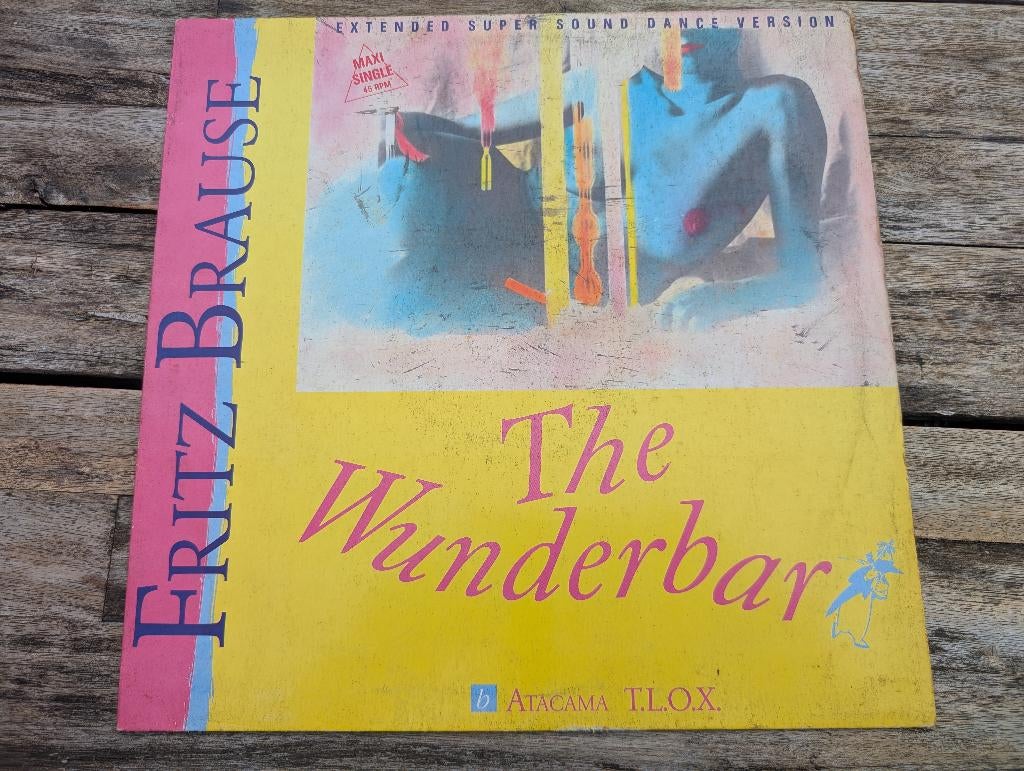 EXTENDED SUPER SOUND DANCE VERSION
MAXI
SINGLE
45 RPM
FRITZ BRAUSE
The
Wunderbar
b ATACAMA T.L.O.X.